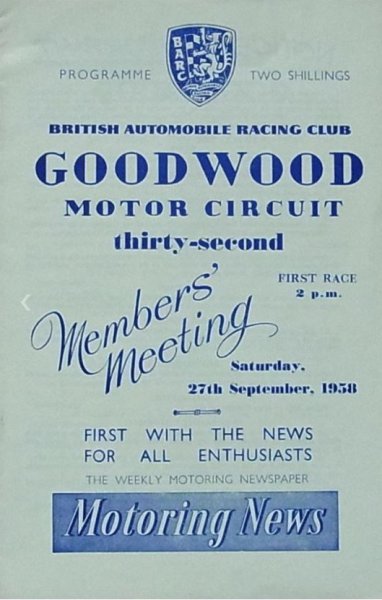 BARC
PROGRAMME TWO SHILLINGS
BRITISH AUTOMOBILE RACING CLUB
GOODWOOD
MOTOR CIRCUIT
thirty-second
FIRST RACE
2 p.m.
Members'
Meeting
Saturday,
27th September, 1958
FIRST WITH THE NEWS
FOR ALL ENTHUSIASTS
THE WEEKLY MOTORING NEWSPAPER
Motoring News